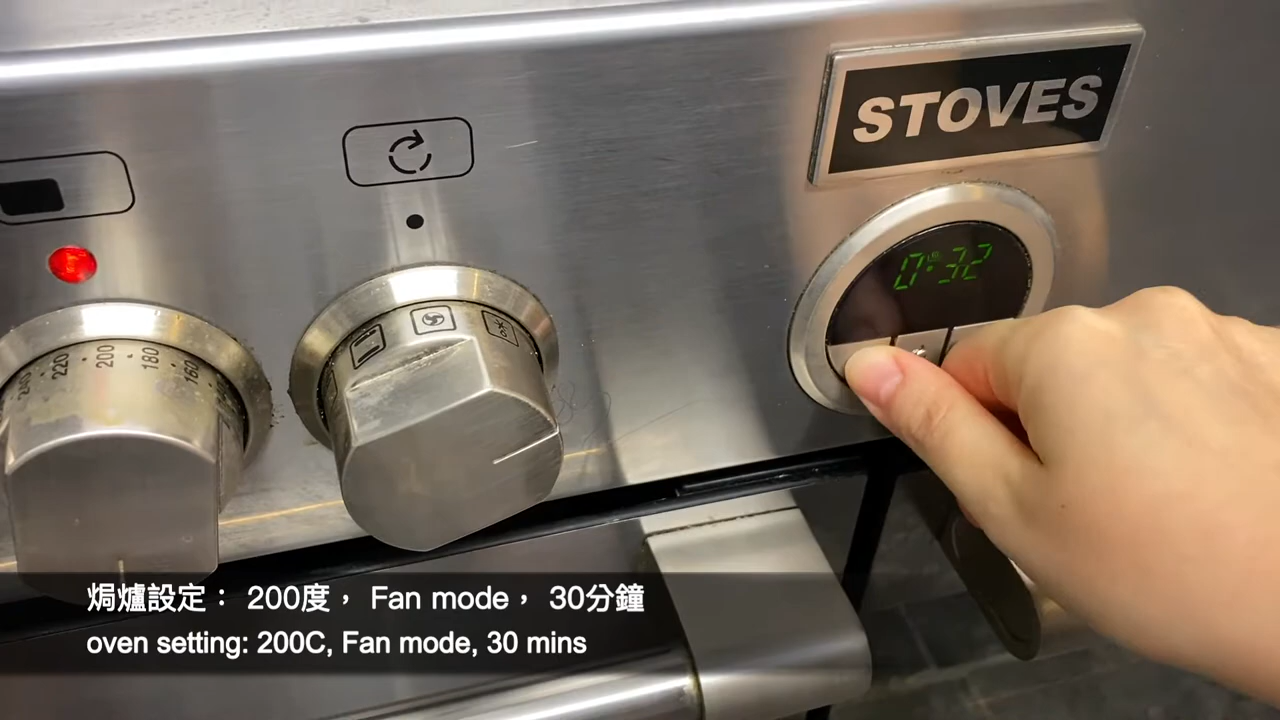 STOVES
0:32
240 220 200 180 160
焗爐設定： 200度， Fan mode， 30分鐘
oven setting: 200C, Fan mode, 30 mins